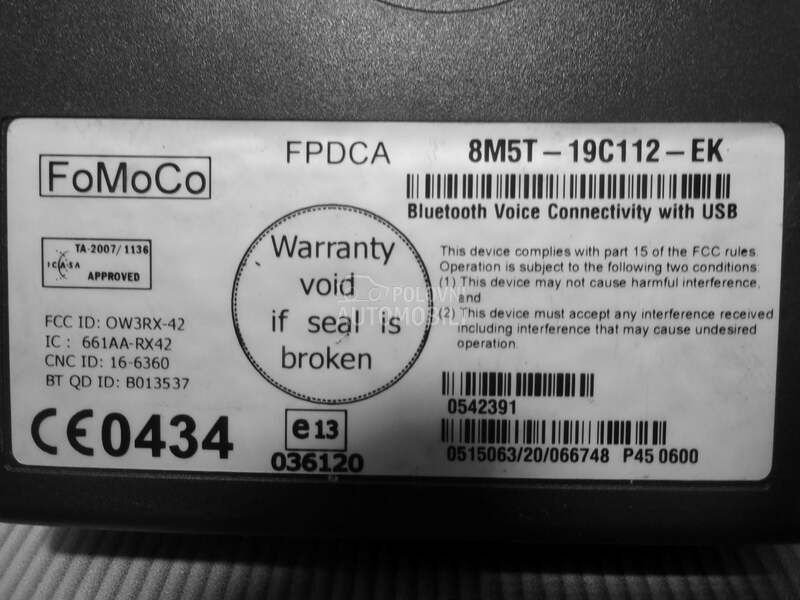 FoMoCo
FPDCA
8M5T-19C112-EK
Bluetooth Voice Connectivity with USB
TA-2007/1136
ICASA
APPROVED
Warranty
void
if seal is
broken
POLOVNI
AUTOMOBILI
This device complies with part 15 of the FCC rules.
Operation is subject to the following two conditions:
(1) This device may not cause harmful interference,
and
(2) This device must accept any interference received
including interference that may cause undesired
operation.
FCC ID: OW3RX-42
IC : 661AA-RX42
CNC ID: 16-6360
BT QD ID: B013537
CE0434
e13
036120
0542391
0515063/20/066748 P45 0600